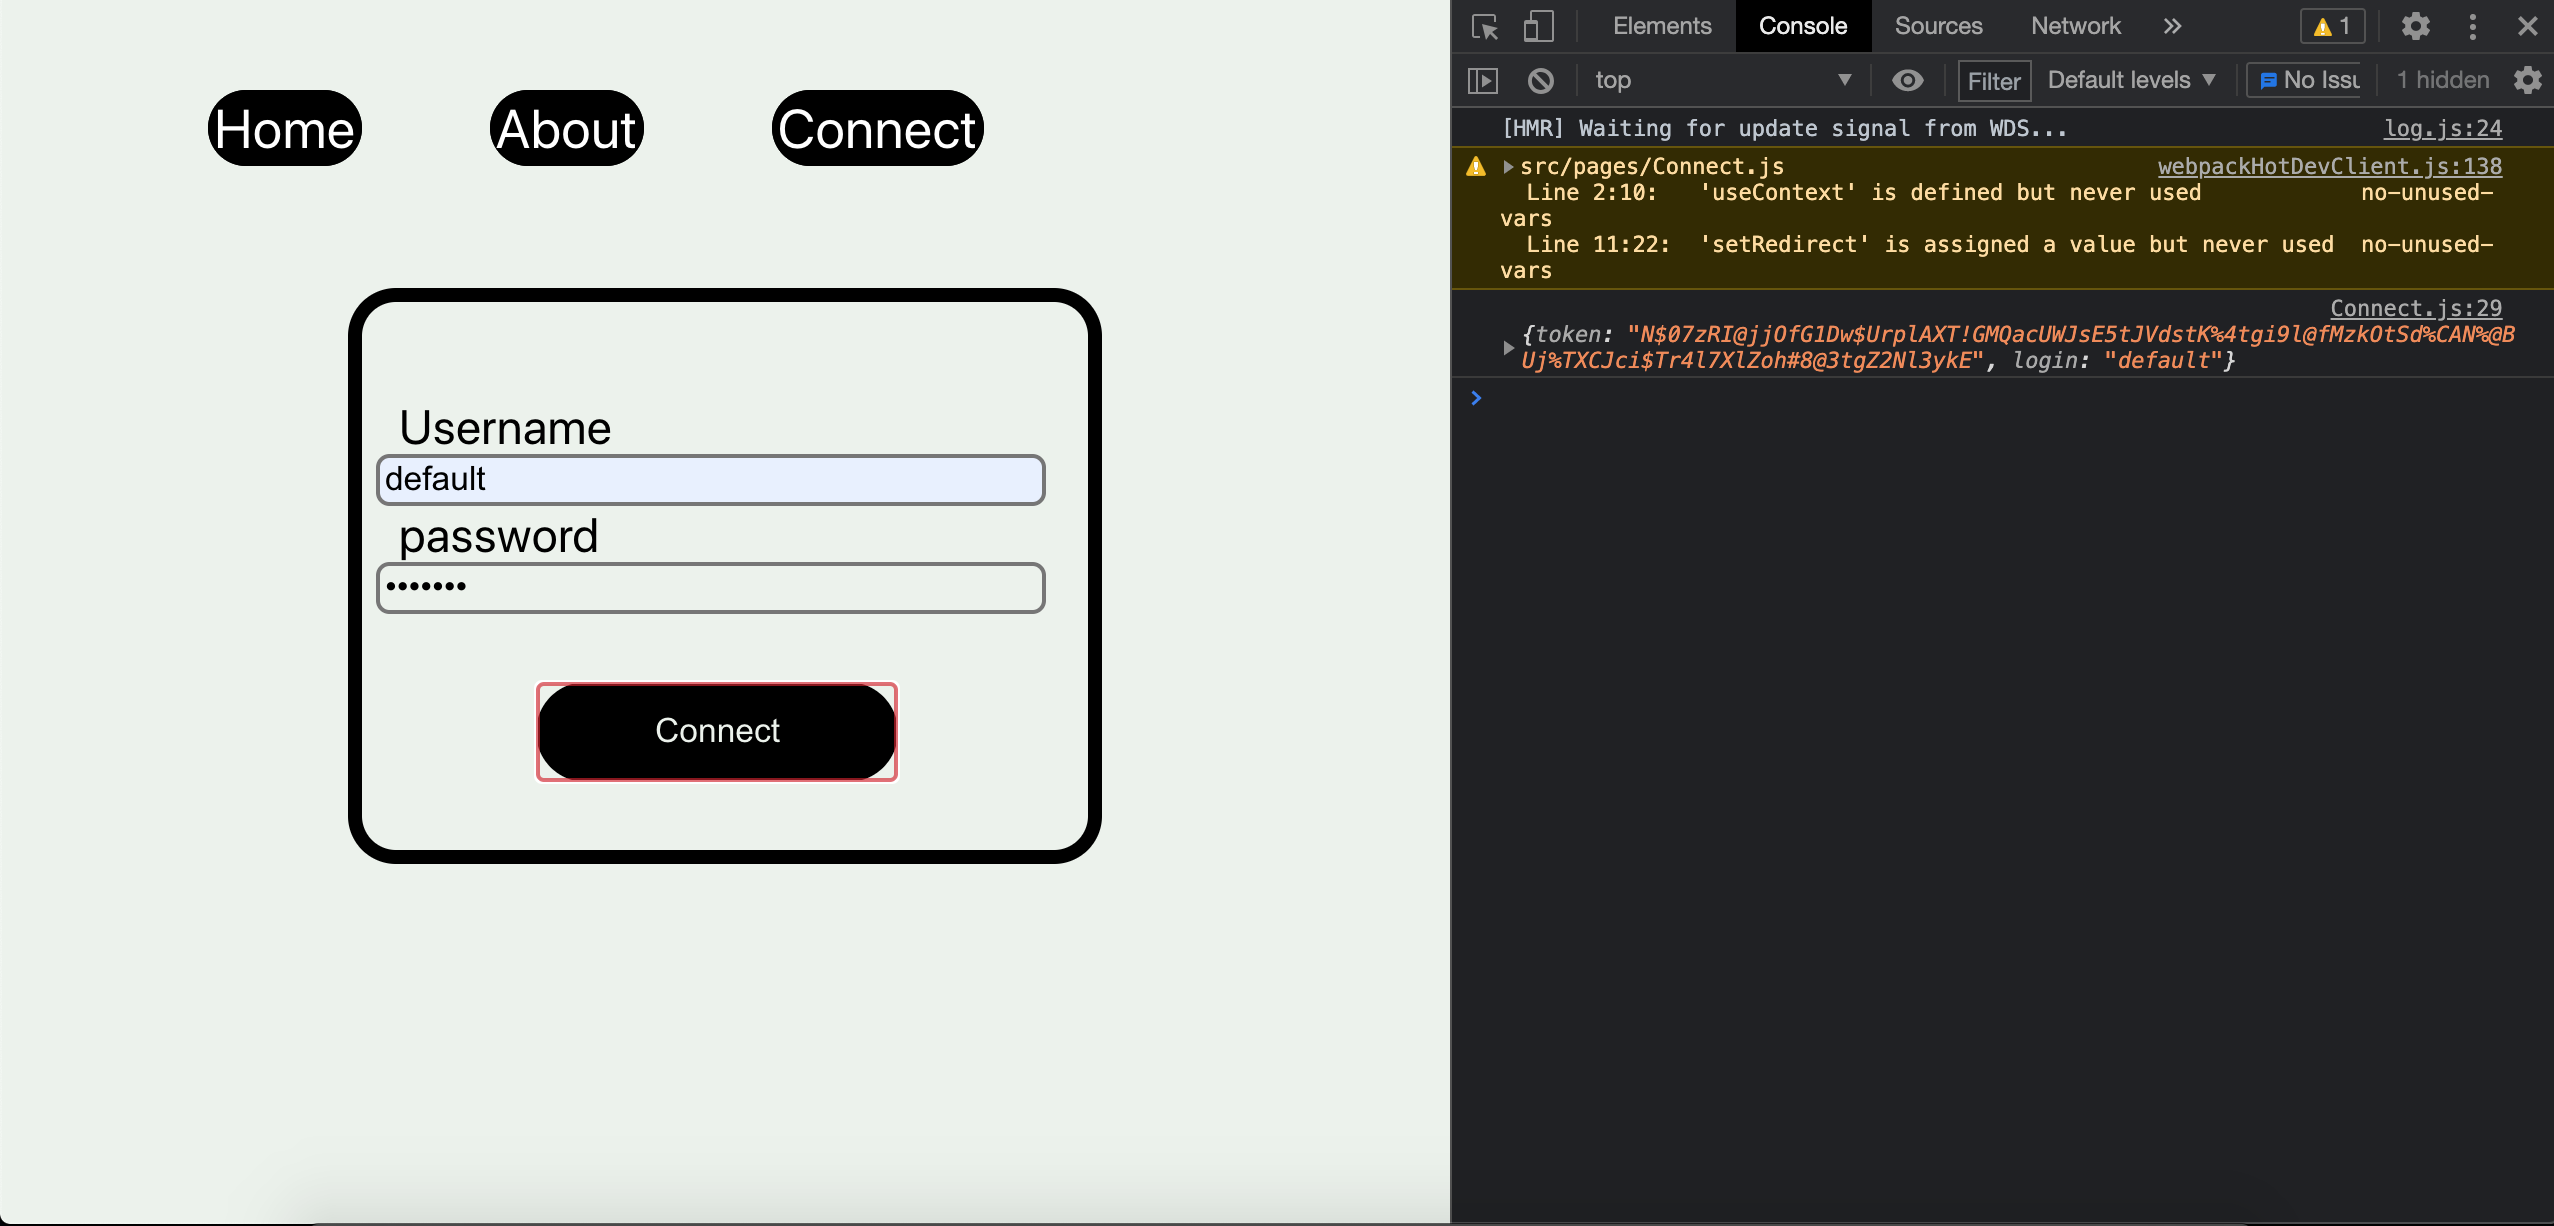 Home About Connect
Username
default
password
•••••••
Connect
Elements Console Sources Network 1
top Filter Default levels No Issu 1 hidden
[HMR] Waiting for update signal from WDS... log.js:24
src/pages/Connect.js webpackHotDevClient.js:138
Line 2:10: 'useContext' is defined but never used no-unused-
vars
Line 11:22: 'setRedirect' is assigned a value but never used no-unused-
vars
Connect.js:29
{token: "N$07zRI@jjOfG1Dw$UrplAXT!GMQacUWJsE5tJVdstK%4tgi9l@fMzkOtSd%CAN%@B
Uj%TXCJci$Tr4l7XlZoh#8@3tgZ2Nl3ykE", login: "default"}